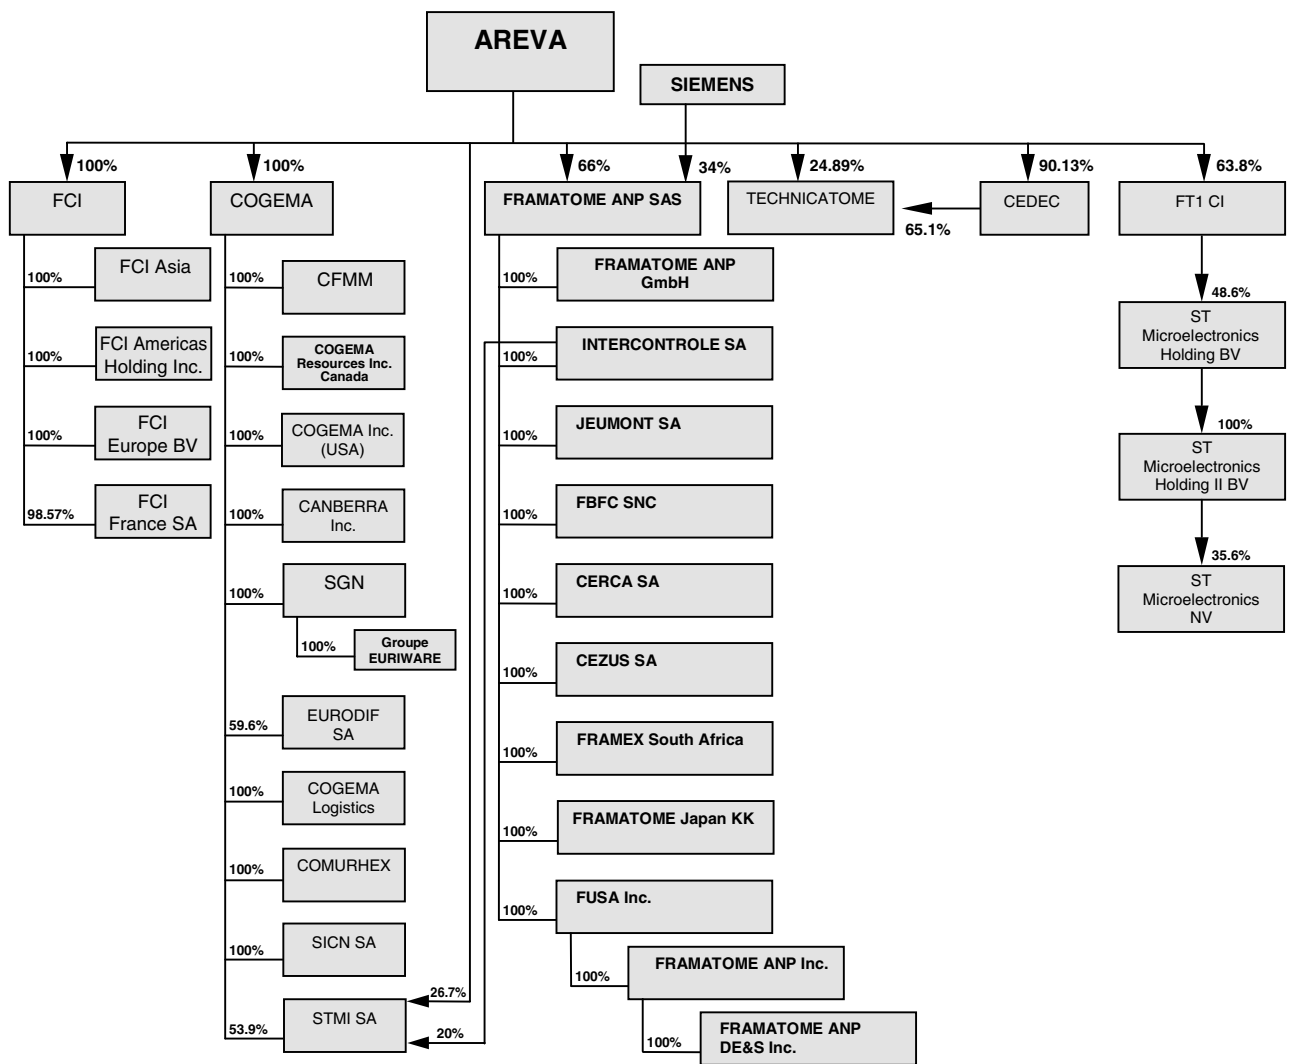 AREVA
SIEMENS
100%
100%
66%
34%
24.89%
90.13%
63.8%
FCI
COGEMA
FRAMATOME ANP SAS
TECHNICATOME
65.1%
CEDEC
FT1 CI
100%
FCI Asia
100%
FCI Americas
Holding Inc.
100%
FCI
Europe BV
98.57%
FCI
France SA
100%
CFMM
100%
COGEMA
Resources Inc.
Canada
100%
COGEMA Inc.
(USA)
100%
CANBERRA
Inc.
100%
SGN
100%
Groupe
EURIWARE
59.6%
EURODIF
SA
100%
COGEMA
Logistics
100%
COMURHEX
100%
SICN SA
53.9%
STMI SA
26.7%
20%
100%
FRAMATOME ANP
GmbH
100%
INTERCONTROLE SA
100%
JEUMONT SA
100%
FBFC SNC
100%
CERCA SA
100%
CEZUS SA
100%
FRAMEX South Africa
100%
FRAMATOME Japan KK
100%
FUSA Inc.
100%
FRAMATOME ANP Inc.
100%
FRAMATOME ANP
DE&S Inc.
48.6%
ST
Microelectronics
Holding BV
100%
ST
Microelectronics
Holding II BV
35.6%
ST
Microelectronics
NV